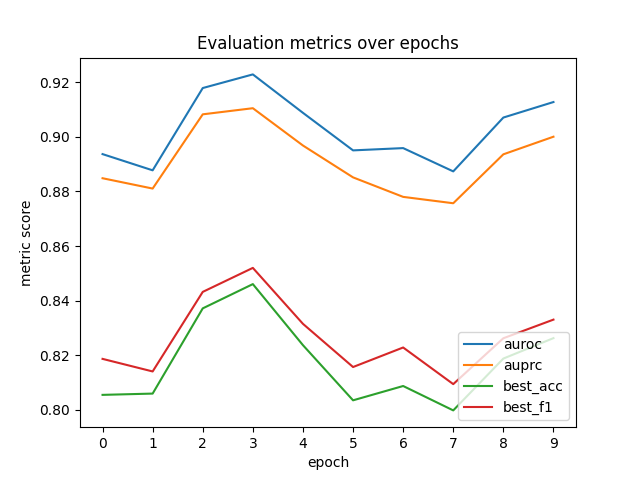 Evaluation metrics over epochs
metric score
0.92
0.90
0.88
0.86
0.84
0.82
0.80
auroc
auprc
best_acc
best_f1
0 1 2 3 4 5 6 7 8 9
epoch